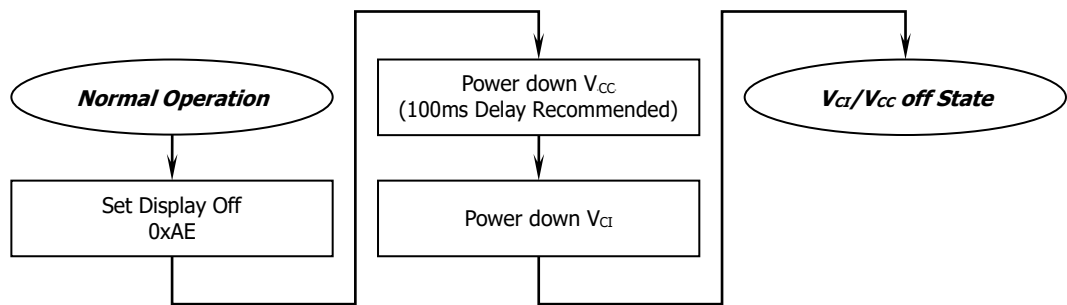 Normal Operation
Set Display Off
0xAE
Power down VCC
(100ms Delay Recommended)
Power down VCI
VCI/VCC off State